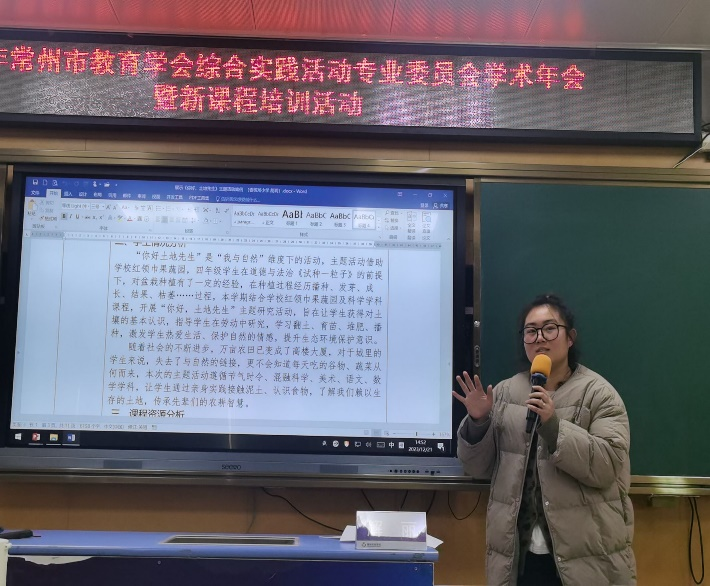 年常州市教育学会综合实践活动专业委员会学术年会
暨新课程培训活动
二、学生情况分析
“你好土地先生”是“我与自然”维度下的活动，主题活动借助
学校红领巾果蔬园，四年级学生在道德与法治《试种一粒子》的前提
下，对盆栽种植有了一定的经验，在种植过程经历播种、发芽、成
长、结果、枯萎……过程，本学期结合学校红领巾果蔬园及科学学科
课程，开展“你好，土地先生”主题研究活动，旨在让学生获得对土
壤的基本认识，指导学生在劳动中研究，学习翻土、育苗、堆肥、播
种，激发学生热爱生活、保护自然的情感，提升生态环境保护意识。
随着社会的不断进步，万亩农田已变成了高楼大厦，对于城里的
学生来说，失去了与自然的链接，更不会知道每天吃的谷物、蔬菜从
何而来，本次的主题活动遵循节气时令、混融科学、美术、语文、数
学学科，让学生通过亲身实践接触泥土、认识食物，了解我们赖以生
存的土地，传承先辈们的农耕智慧。
三、课程资源分析
14:52
2023/12/21
seewo